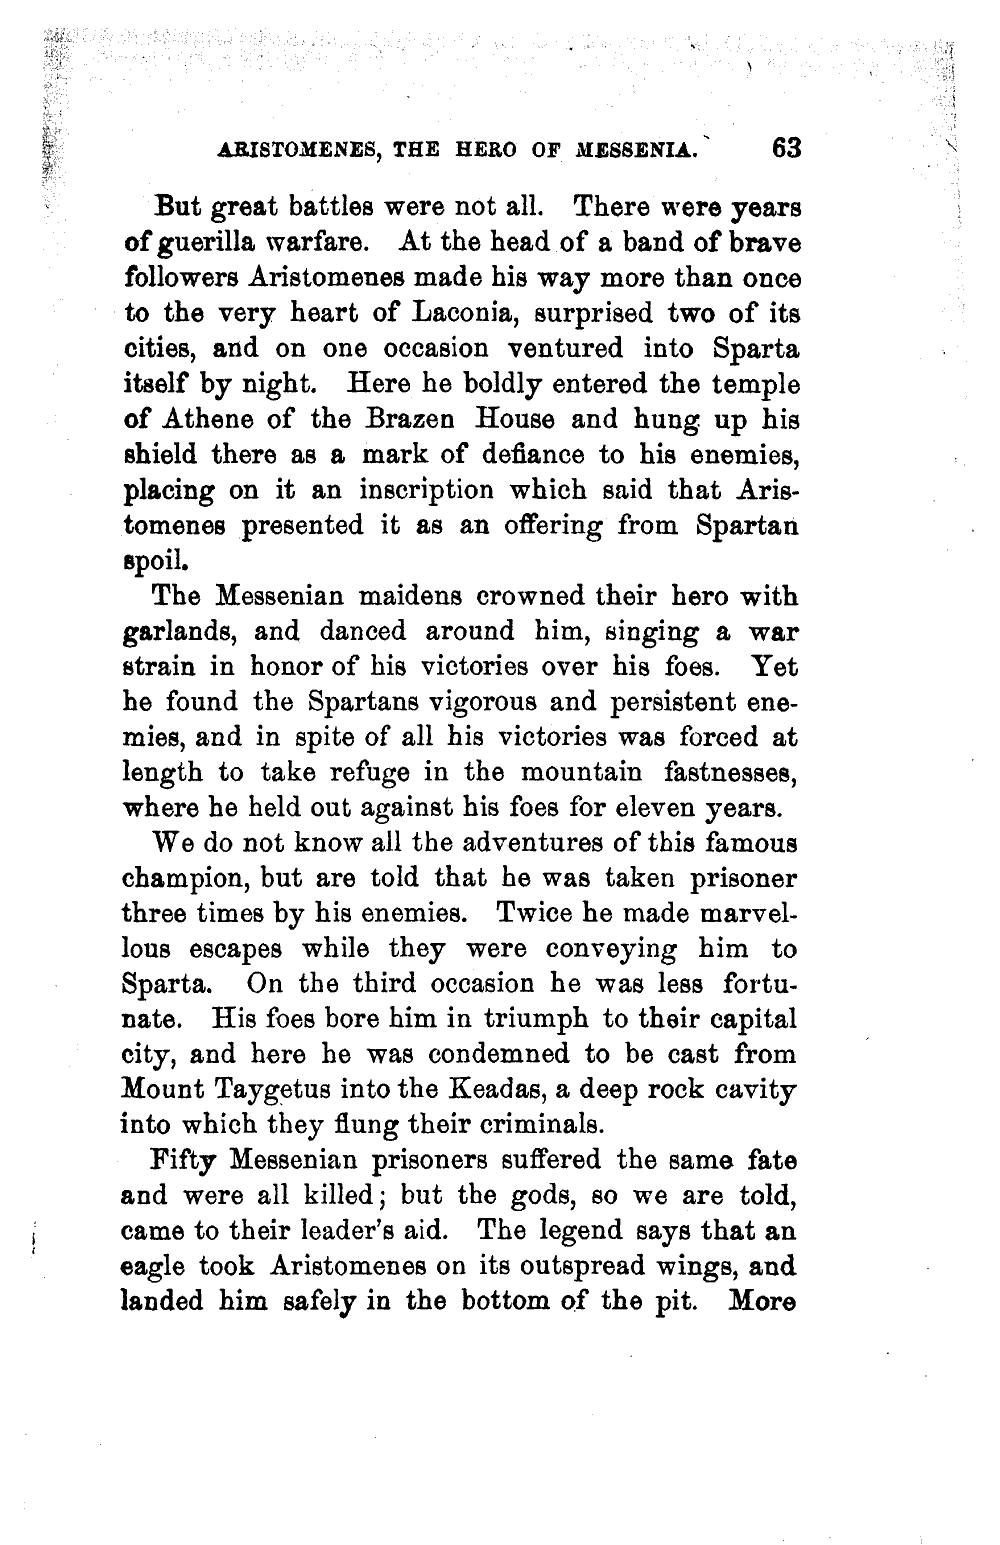 ARISTOMENES, THE HERO OF MESSENIA. 63
But great battles were not all. There were years
of guerilla warfare. At the head of a band of brave
followers Aristomenes made his way more than once
to the very heart of Laconia, surprised two of its
cities, and on one occasion ventured into Sparta
itself by night. Here he boldly entered the temple
of Athene of the Brazen House and hung up his
shield there as a mark of defiance to his enemies,
placing on it an inscription which said that Aris-
tomenes presented it as an offering from Spartan
spoil.
The Messenian maidens crowned their hero with
garlands, and danced around him, singing a war
strain in honor of his victories over his foes. Yet
he found the Spartans vigorous and persistent ene-
mies, and in spite of all his victories was forced at
length to take refuge in the mountain fastnesses,
where he held out against his foes for eleven years.
We do not know all the adventures of this famous
champion, but are told that he was taken prisoner
three times by his enemies. Twice he made marvel-
lous escapes while they were conveying him to
Sparta. On the third occasion he was less fortu-
nate. His foes bore him in triumph to their capital
city, and here he was condemned to be cast from
Mount Taygetus into the Keadas, a deep rock cavity
into which they flung their criminals.
Fifty Messenian prisoners suffered the same fate
and were all killed; but the gods, so we are told,
came to their leader's aid. The legend says that an
eagle took Aristomenes on its outspread wings, and
landed him safely in the bottom of the pit. More